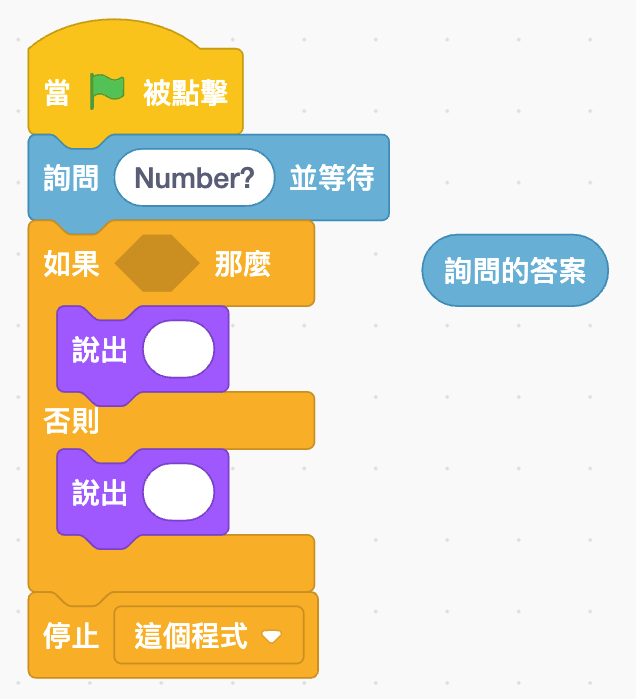 當 被點擊
詢問 Number? 並等待
如果 那麼
詢問的答案
說出
否則
說出
停止 這個程式